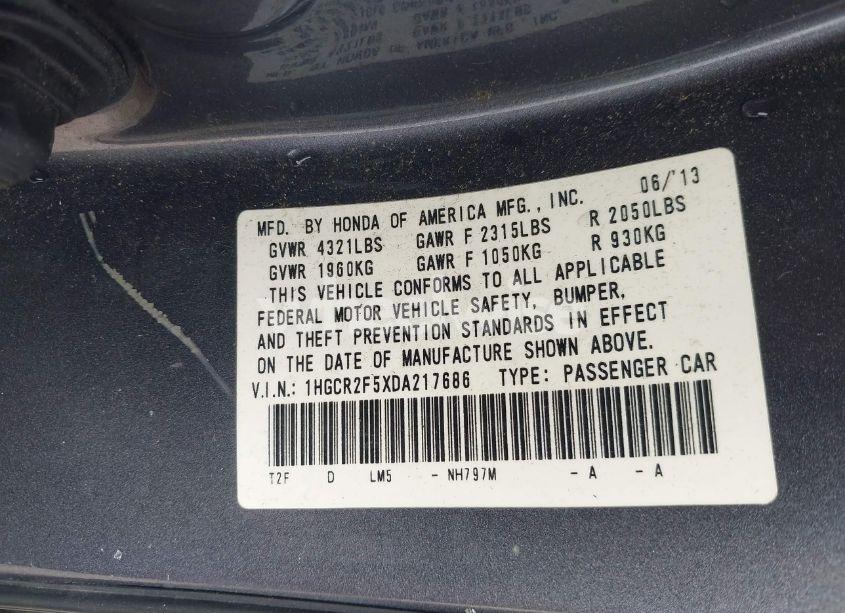 MFD. BY HONDA OF AMERICA MFG., INC. 06/'13
GVWR 4321LBS GAWR F 2315LBS R 2050LBS
GVWR 1960KG GAWR F 1050KG R 930KG
THIS VEHICLE CONFORMS TO ALL APPLICABLE
FEDERAL MOTOR VEHICLE SAFETY, BUMPER,
AND THEFT PREVENTION STANDARDS IN EFFECT
ON THE DATE OF MANUFACTURE SHOWN ABOVE.
V.I.N.: 1HGCR2F5XDA217686 TYPE: PASSENGER CAR
T2F D LM5 - NH797M - A - A